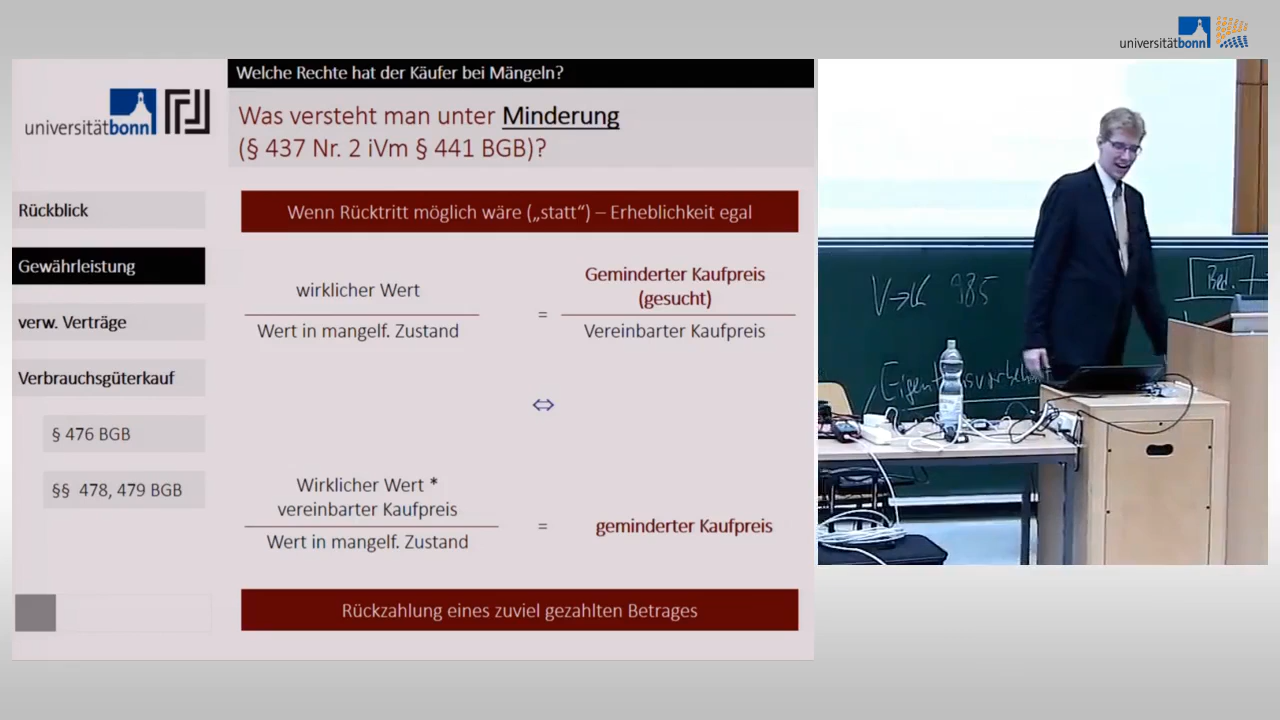 universitätbonn
Welche Rechte hat der Käufer bei Mängeln?
universitätbonn
Was versteht man unter Minderung
(§ 437 Nr. 2 iVm § 441 BGB)?
Rückblick
Gewährleistung
verw. Verträge
Verbrauchsgüterkauf
§ 476 BGB
§§ 478, 479 BGB
Wenn Rücktritt möglich wäre („statt“) – Erheblichkeit egal
wirklicher Wert
Wert in mangelf. Zustand
=
Geminderter Kaufpreis
(gesucht)
Vereinbarter Kaufpreis
⇔
Wirklicher Wert *
vereinbarter Kaufpreis
Wert in mangelf. Zustand
=
geminderter Kaufpreis
Rückzahlung eines zuviel gezahlten Betrages
V→K 985
Bed.